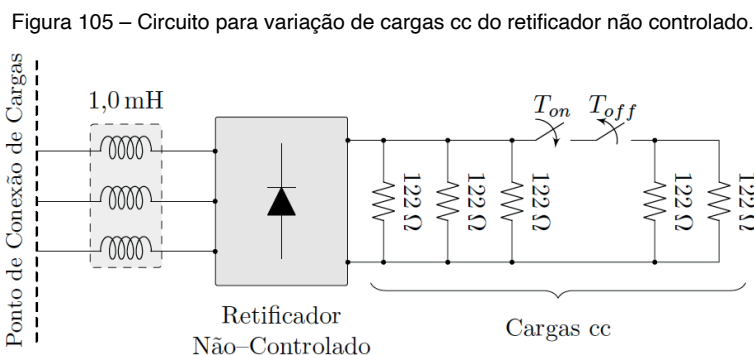 Figura 105 – Circuito para variação de cargas cc do retificador não controlado.
Ponto de Conexão de Cargas
1,0 mH
T_on
T_off
122 Ω
122 Ω
122 Ω
122 Ω
122 Ω
Retificador
Não–Controlado
Cargas cc